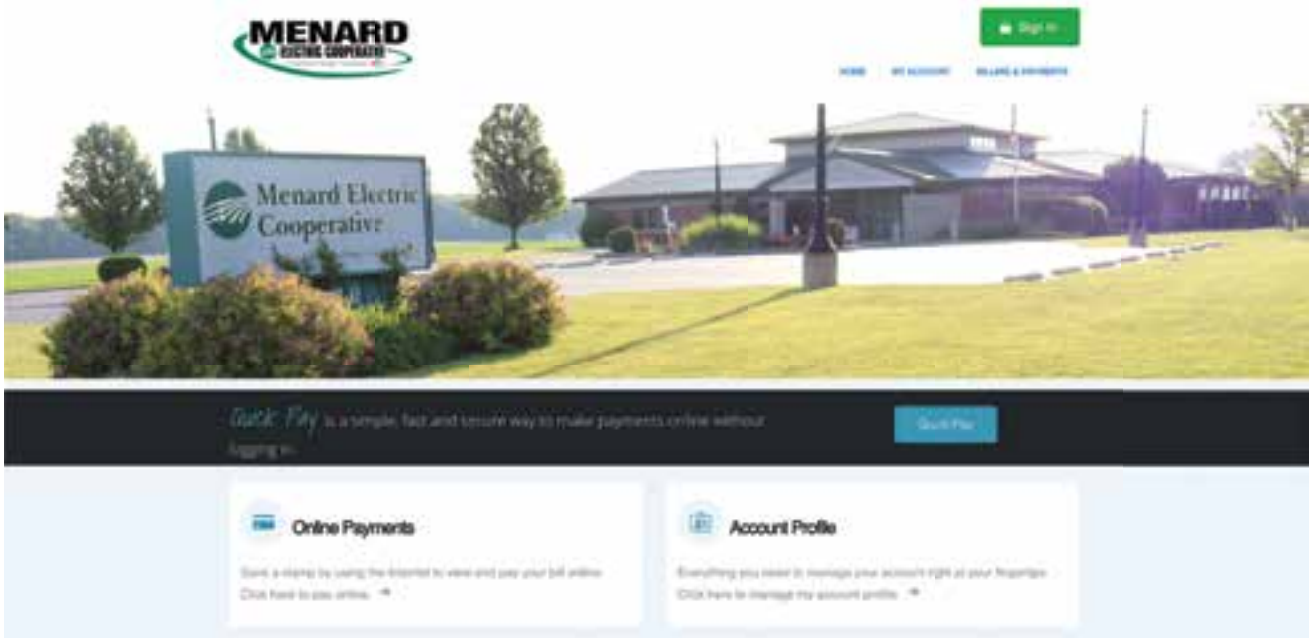 MENARD
ELECTRIC COOPERATIVE
Sign In
HOME MY ACCOUNT BILLING & PAYMENTS
Menard Electric
Cooperative
Quick Pay is a simple, fast and secure way to make payments online without
logging in.
Quick Pay
Online Payments
Save a stamp by using the Internet to view and pay your bill online.
Click here to pay online.
Account Profile
Everything you need to manage your account right at your fingertips.
Click here to manage my account profile.